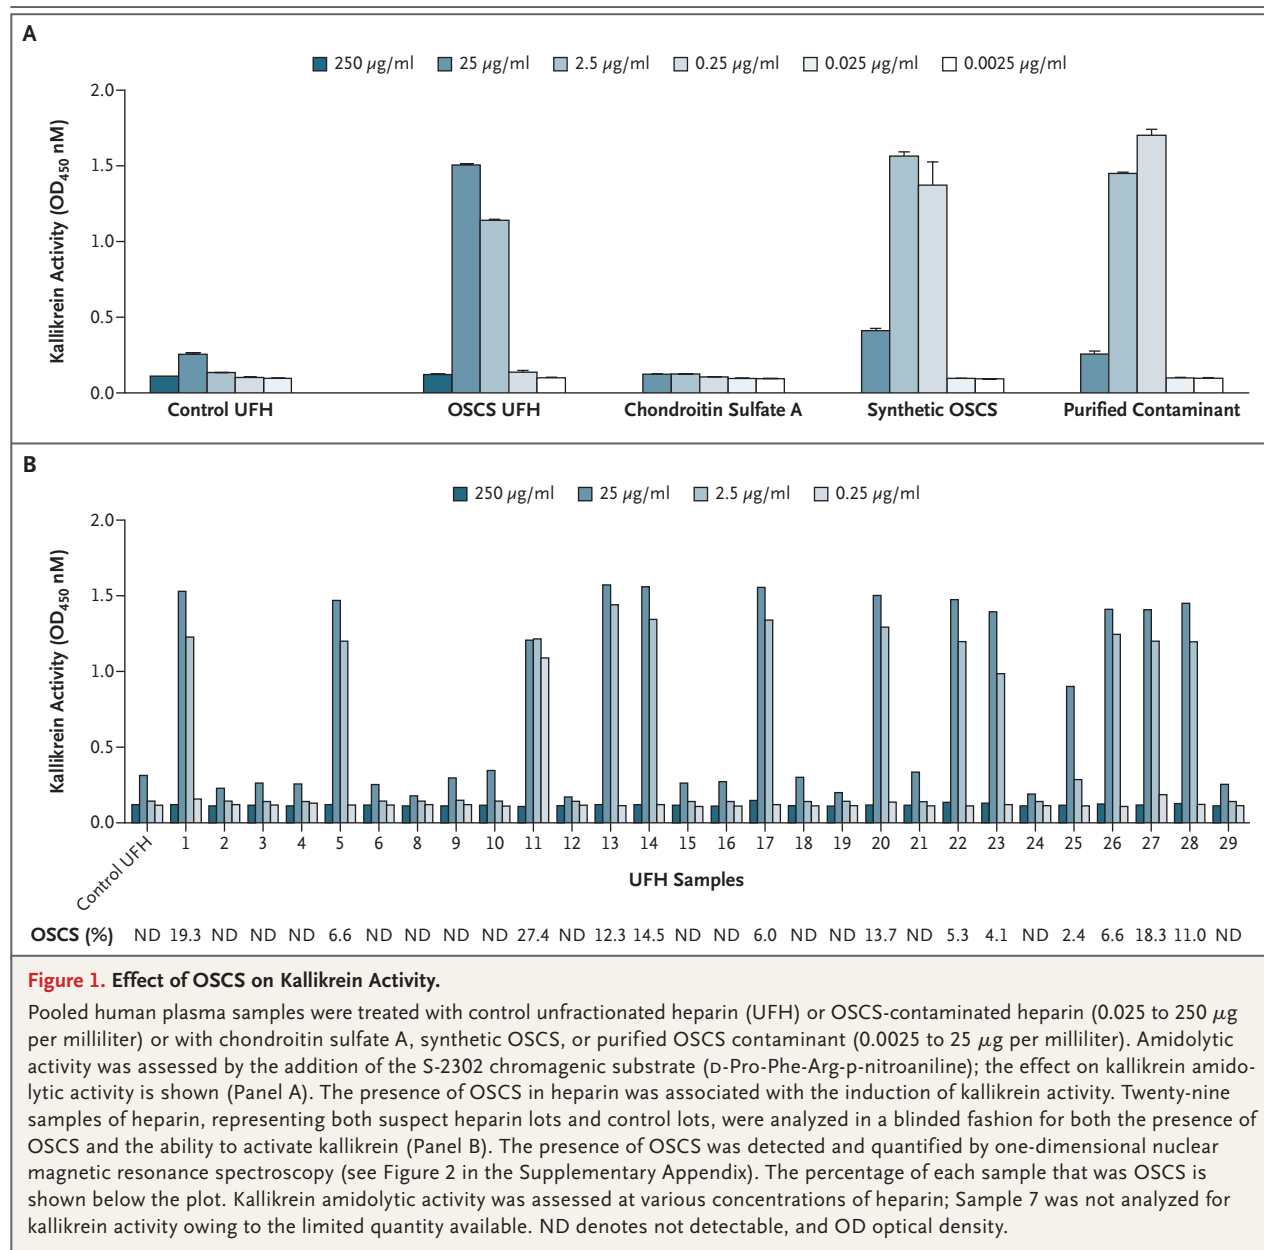 A
250 µg/ml 25 µg/ml 2.5 µg/ml 0.25 µg/ml 0.025 µg/ml 0.0025 µg/ml
Kallikrein Activity (OD450 nM)
2.0
1.5
1.0
0.5
0.0
Control UFH OSCS UFH Chondroitin Sulfate A Synthetic OSCS Purified Contaminant
B
250 µg/ml 25 µg/ml 2.5 µg/ml 0.25 µg/ml
Kallikrein Activity (OD450 nM)
2.0
1.5
1.0
0.5
0.0
Control UFH 1 2 3 4 5 6 8 9 10 11 12 13 14 15 16 17 18 19 20 21 22 23 24 25 26 27 28 29
UFH Samples
OSCS (%) ND 19.3 ND ND ND 6.6 ND ND ND ND 27.4 ND 12.3 14.5 ND ND 6.0 ND ND 13.7 ND 5.3 4.1 ND 2.4 6.6 18.3 11.0 ND
Figure 1. Effect of OSCS on Kallikrein Activity.
Pooled human plasma samples were treated with control unfractionated heparin (UFH) or OSCS-contaminated heparin (0.025 to 250 µg
per milliliter) or with chondroitin sulfate A, synthetic OSCS, or purified OSCS contaminant (0.0025 to 25 µg per milliliter). Amidolytic
activity was assessed by the addition of the S-2302 chromagenic substrate (D-Pro-Phe-Arg-p-nitroaniline); the effect on kallikrein amido-
lytic activity is shown (Panel A). The presence of OSCS in heparin was associated with the induction of kallikrein activity. Twenty-nine
samples of heparin, representing both suspect heparin lots and control lots, were analyzed in a blinded fashion for both the presence of
OSCS and the ability to activate kallikrein (Panel B). The presence of OSCS was detected and quantified by one-dimensional nuclear
magnetic resonance spectroscopy (see Figure 2 in the Supplementary Appendix). The percentage of each sample that was OSCS is
shown below the plot. Kallikrein amidolytic activity was assessed at various concentrations of heparin; Sample 7 was not analyzed for
kallikrein activity owing to the limited quantity available. ND denotes not detectable, and OD optical density.